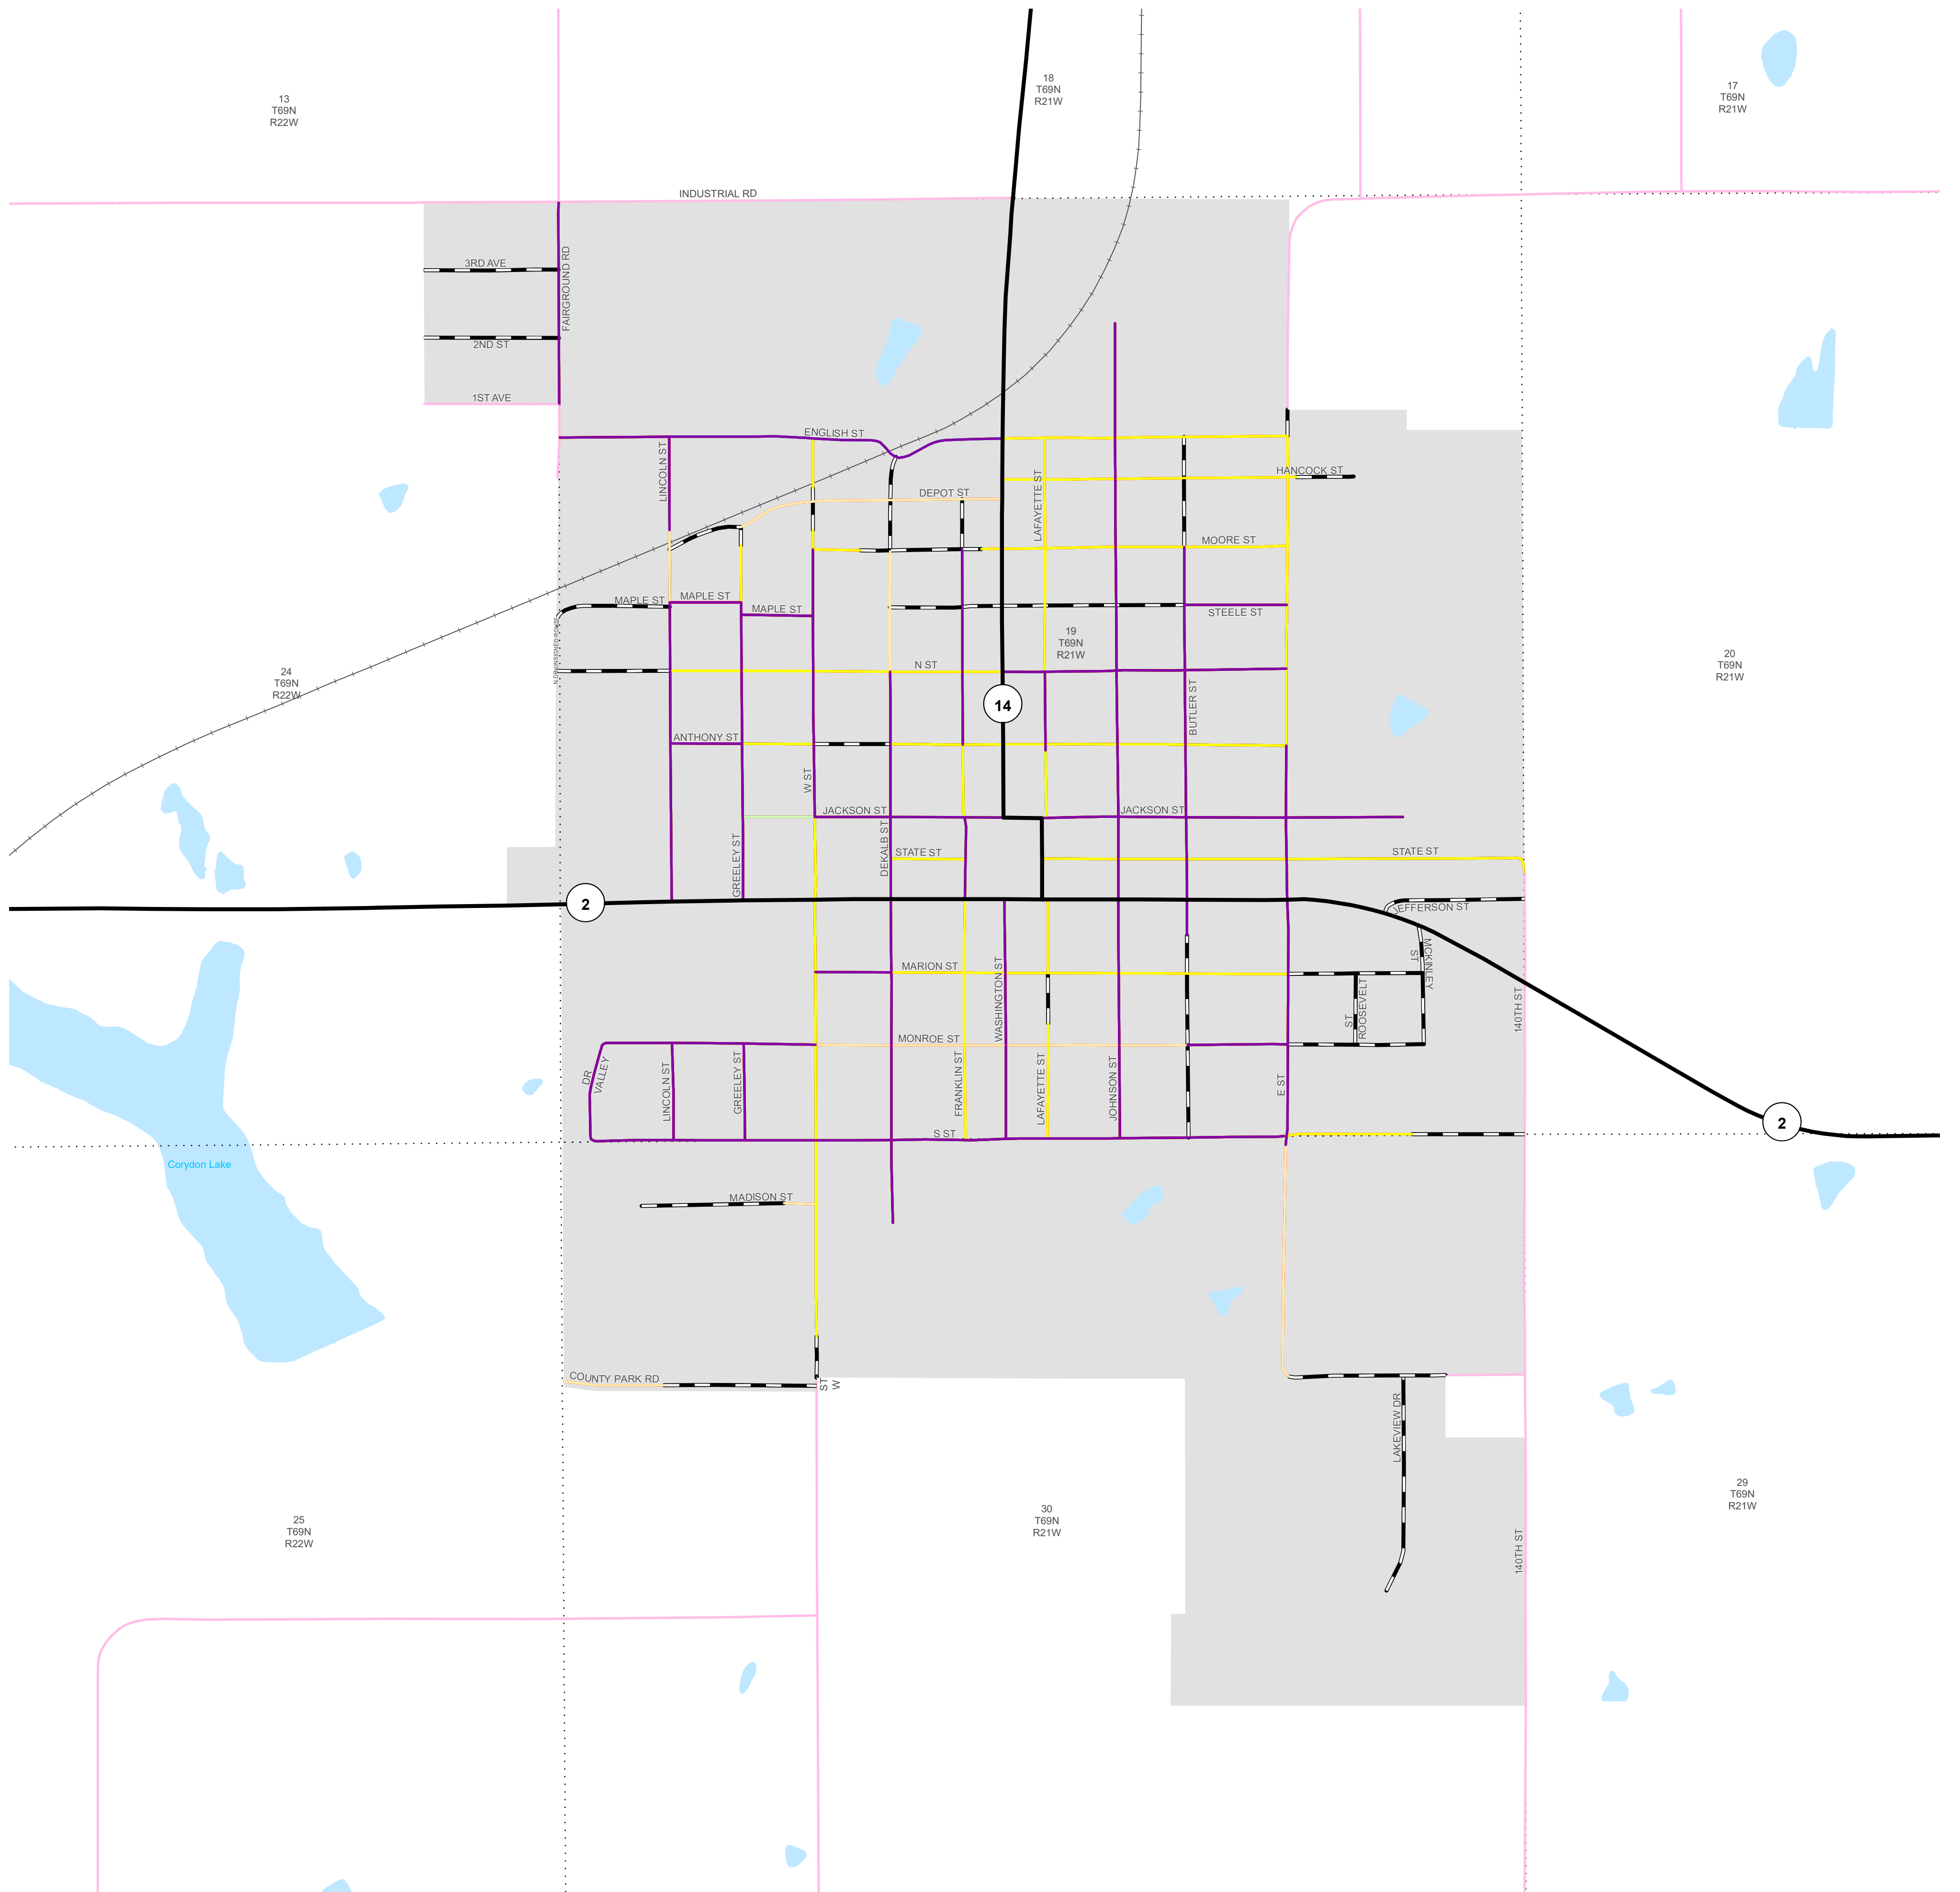 18
T69N
R21W
17
T69N
R21W
13
T69N
R22W
INDUSTRIAL RD
3RD AVE
FAIRGROUND RD
2ND ST
1ST AVE
ENGLISH ST
LINCOLN ST
HANCOCK ST
DEPOT ST
LAFAYETTE ST
MOORE ST
MAPLE ST
MAPLE ST
MAPLE ST
STEELE ST
N DR UNSIGNED ROUTE
19
T69N
R21W
20
T69N
R21W
24
T69N
R22W
N ST
14
BUTLER ST
ANTHONY ST
W ST
JACKSON ST
JACKSON ST
GREELEY ST
DEKALB ST
STATE ST
STATE ST
2
JEFFERSON ST
MARION ST
WASHINGTON ST
MCKINLEY
ST
ROOSEVELT
ST
140TH ST
MONROE ST
VALLEY
DR
LINCOLN ST
GREELEY ST
FRANKLIN ST
LAFAYETTE ST
JOHNSON ST
E ST
2
S ST
Corydon Lake
MADISON ST
COUNTY PARK RD
W
ST
LAKEVIEW DR
25
T69N
R22W
30
T69N
R21W
29
T69N
R21W
140TH ST